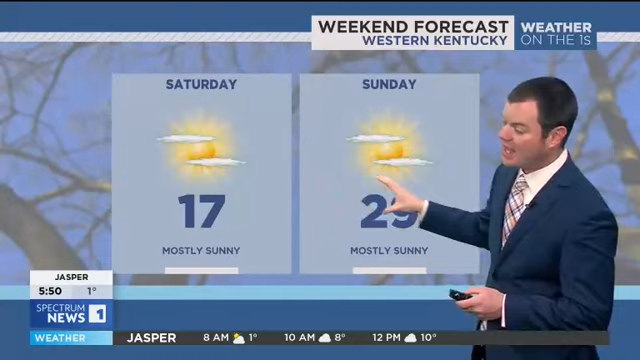 WEEKEND FORECAST
WESTERN KENTUCKY
WEATHER
ON THE 1s
SATURDAY
SUNDAY
17
29
MOSTLY SUNNY
MOSTLY SUNNY
JASPER
5:50 1°
SPECTRUM
NEWS 1
WEATHER JASPER 8 AM 1° 10 AM 8° 12 PM 10°